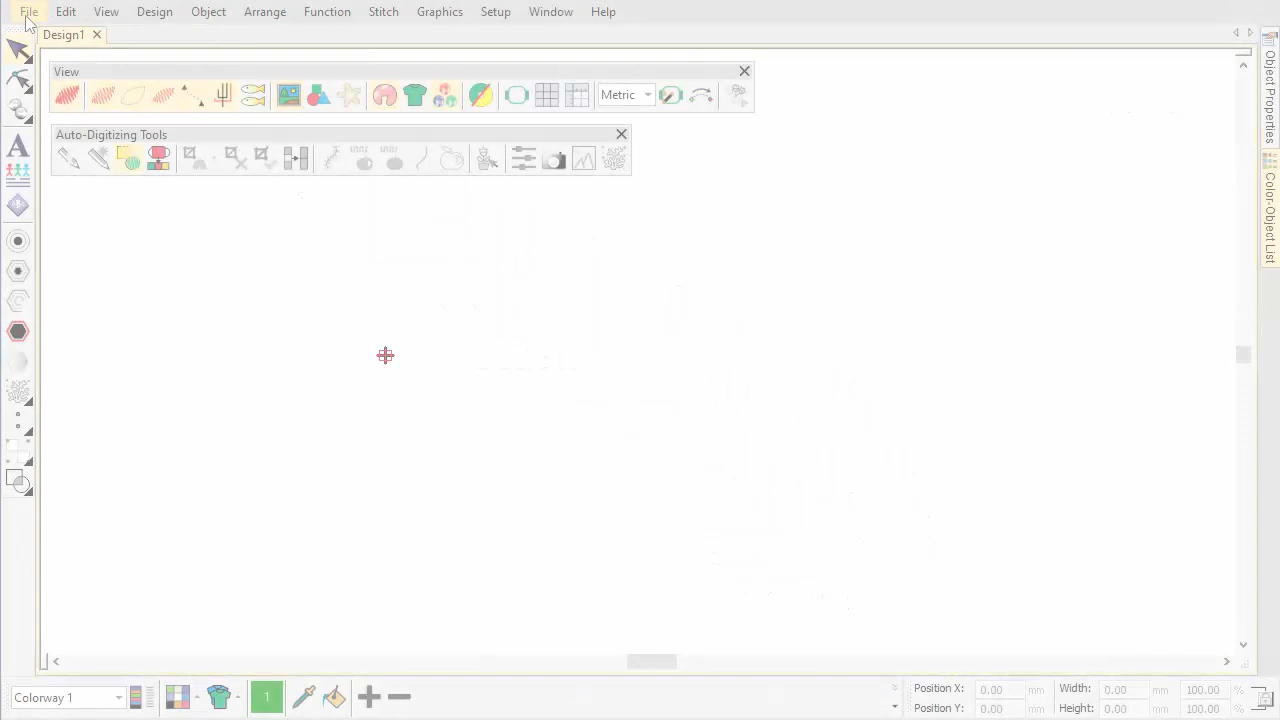 File Edit View Design Object Arrange Function Stitch Graphics Setup Window Help
Design1
View
Metric
Auto-Digitizing Tools
A
Object Properties
Color-Object List
Colorway 1
1
Position X: 0.00 mm Width: 0.00 mm 100.00 %
Position Y: 0.00 mm Height: 0.00 mm 100.00 %